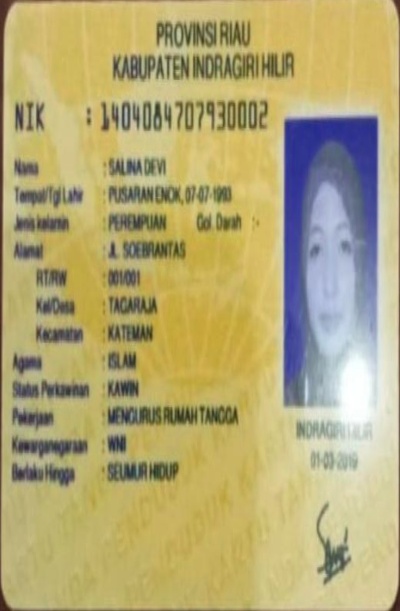 PROVINSI RIAU
KABUPATEN INDRAGIRI HILIR
NIK : 1404084707930002
Nama : SALINA DEVI
Tempat/Tgl Lahir : PUSARAN ENOK, 07-07-1993
Jenis kelamin : PEREMPUAN Gol. Darah :-
Alamat : JL. SOEBRANTAS
RT/RW : 001/001
Kel/Desa : TAGARAJA
Kecamatan : KATEMAN
Agama : ISLAM
Status Perkawinan : KAWIN
Pekerjaan : MENGURUS RUMAH TANGGA
Kewarganegaraan : WNI
Berlaku Hingga : SEUMUR HIDUP
INDRAGIRI HILIR
01-03-2019